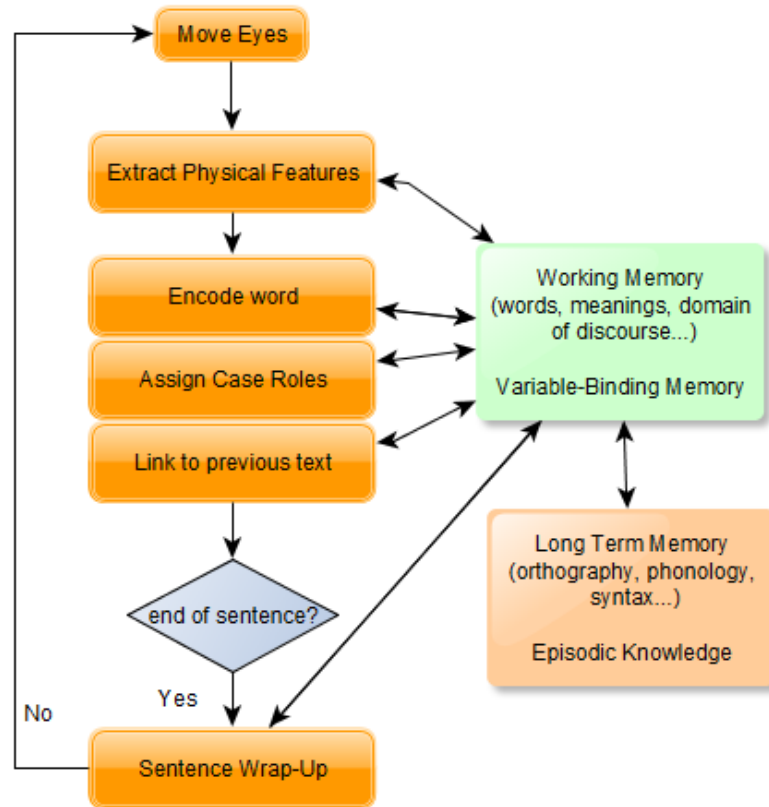 Move Eyes
Extract Physical Features
Encode word
Assign Case Roles
Link to previous text
end of sentence?
Yes
No
Sentence Wrap-Up
Working Memory
(words, meanings, domain
of discourse...)
Variable-Binding Memory
Long Term Memory
(orthography, phonology,
syntax...)
Episodic Knowledge